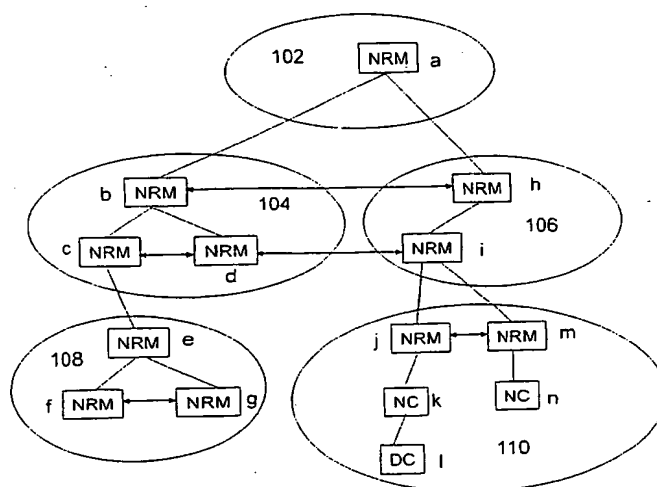 102 NRM a
b NRM 104 NRM h
c NRM NRM NRM i 106
d
108 NRM e j NRM NRM m
f NRM NRM g NC k NC n
DC l 110